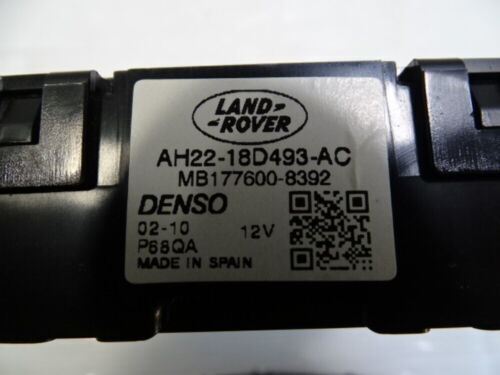 LAND-
-ROVER
AH22-18D493-AC
MB177600-8392
DENSO
02-10 12V
P68QA
MADE IN SPAIN